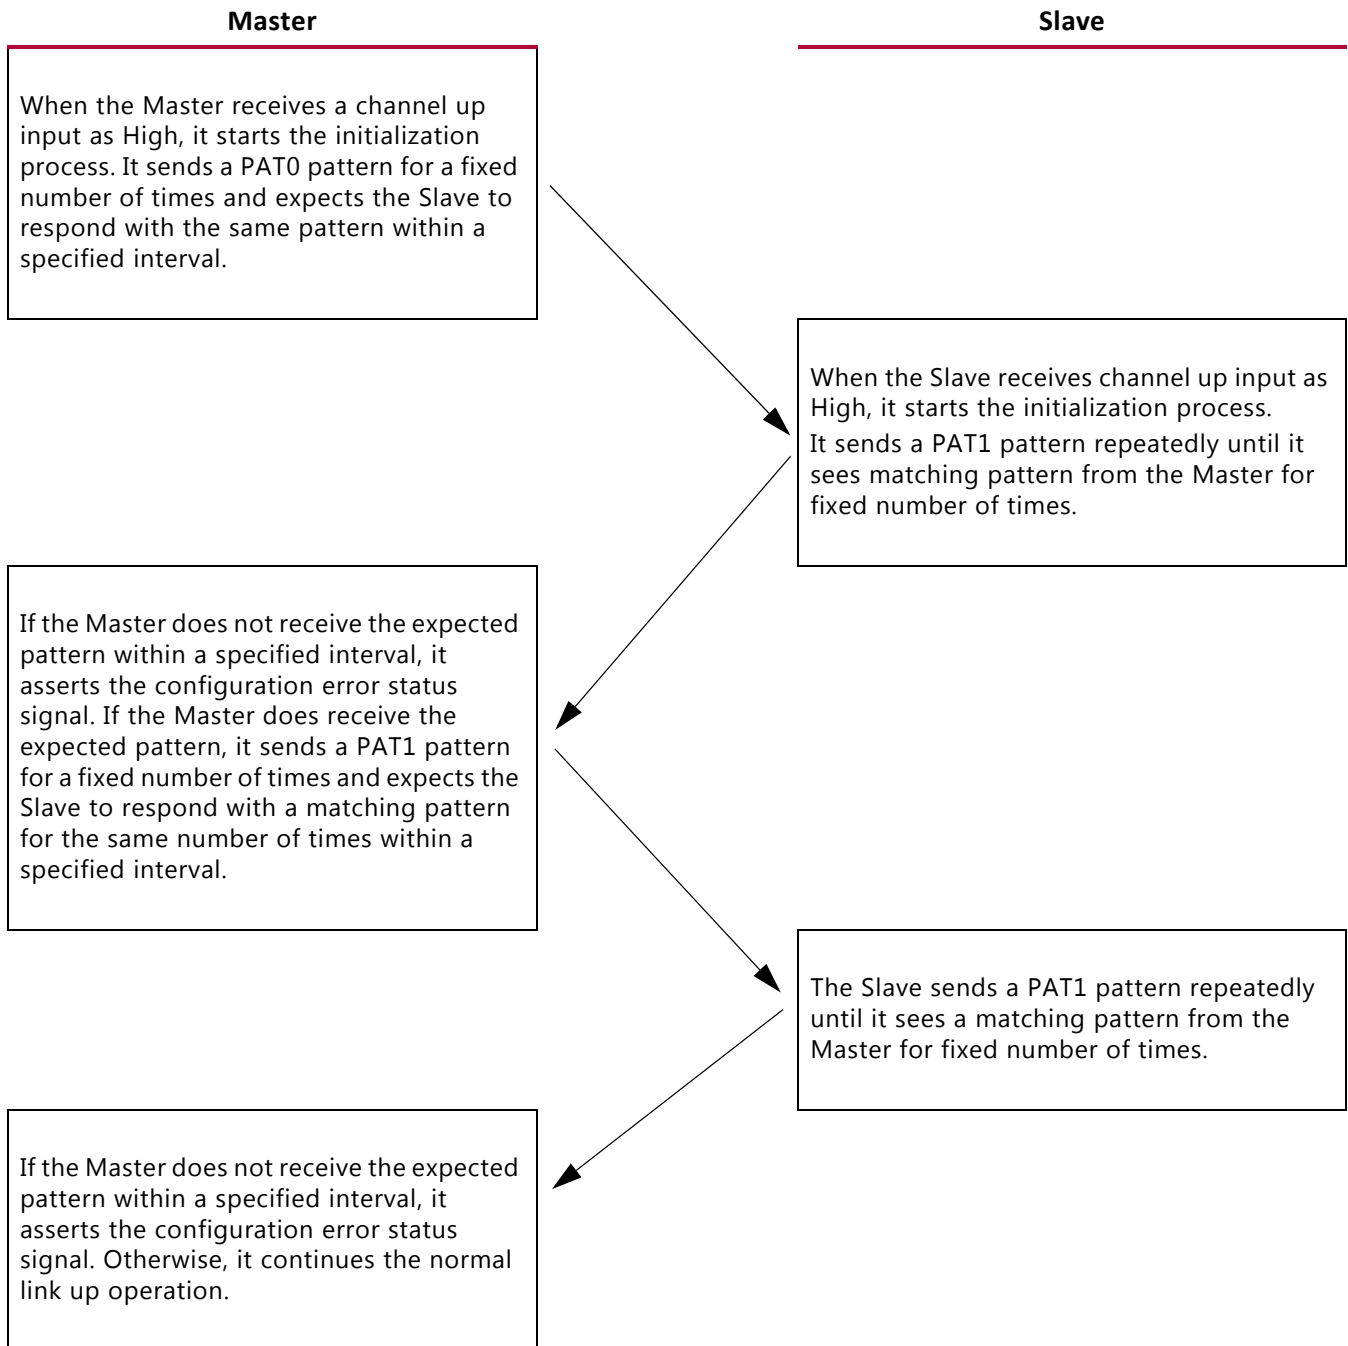 Master
Slave
When the Master receives a channel up
input as High, it starts the initialization
process. It sends a PAT0 pattern for a fixed
number of times and expects the Slave to
respond with the same pattern within a
specified interval.
When the Slave receives channel up input as
High, it starts the initialization process.
It sends a PAT1 pattern repeatedly until it
sees matching pattern from the Master for
fixed number of times.
If the Master does not receive the expected
pattern within a specified interval, it
asserts the configuration error status
signal. If the Master does receive the
expected pattern, it sends a PAT1 pattern
for a fixed number of times and expects the
Slave to respond with a matching pattern
for the same number of times within a
specified interval.
The Slave sends a PAT1 pattern repeatedly
until it sees a matching pattern from the
Master for fixed number of times.
If the Master does not receive the expected
pattern within a specified interval, it
asserts the configuration error status
signal. Otherwise, it continues the normal
link up operation.